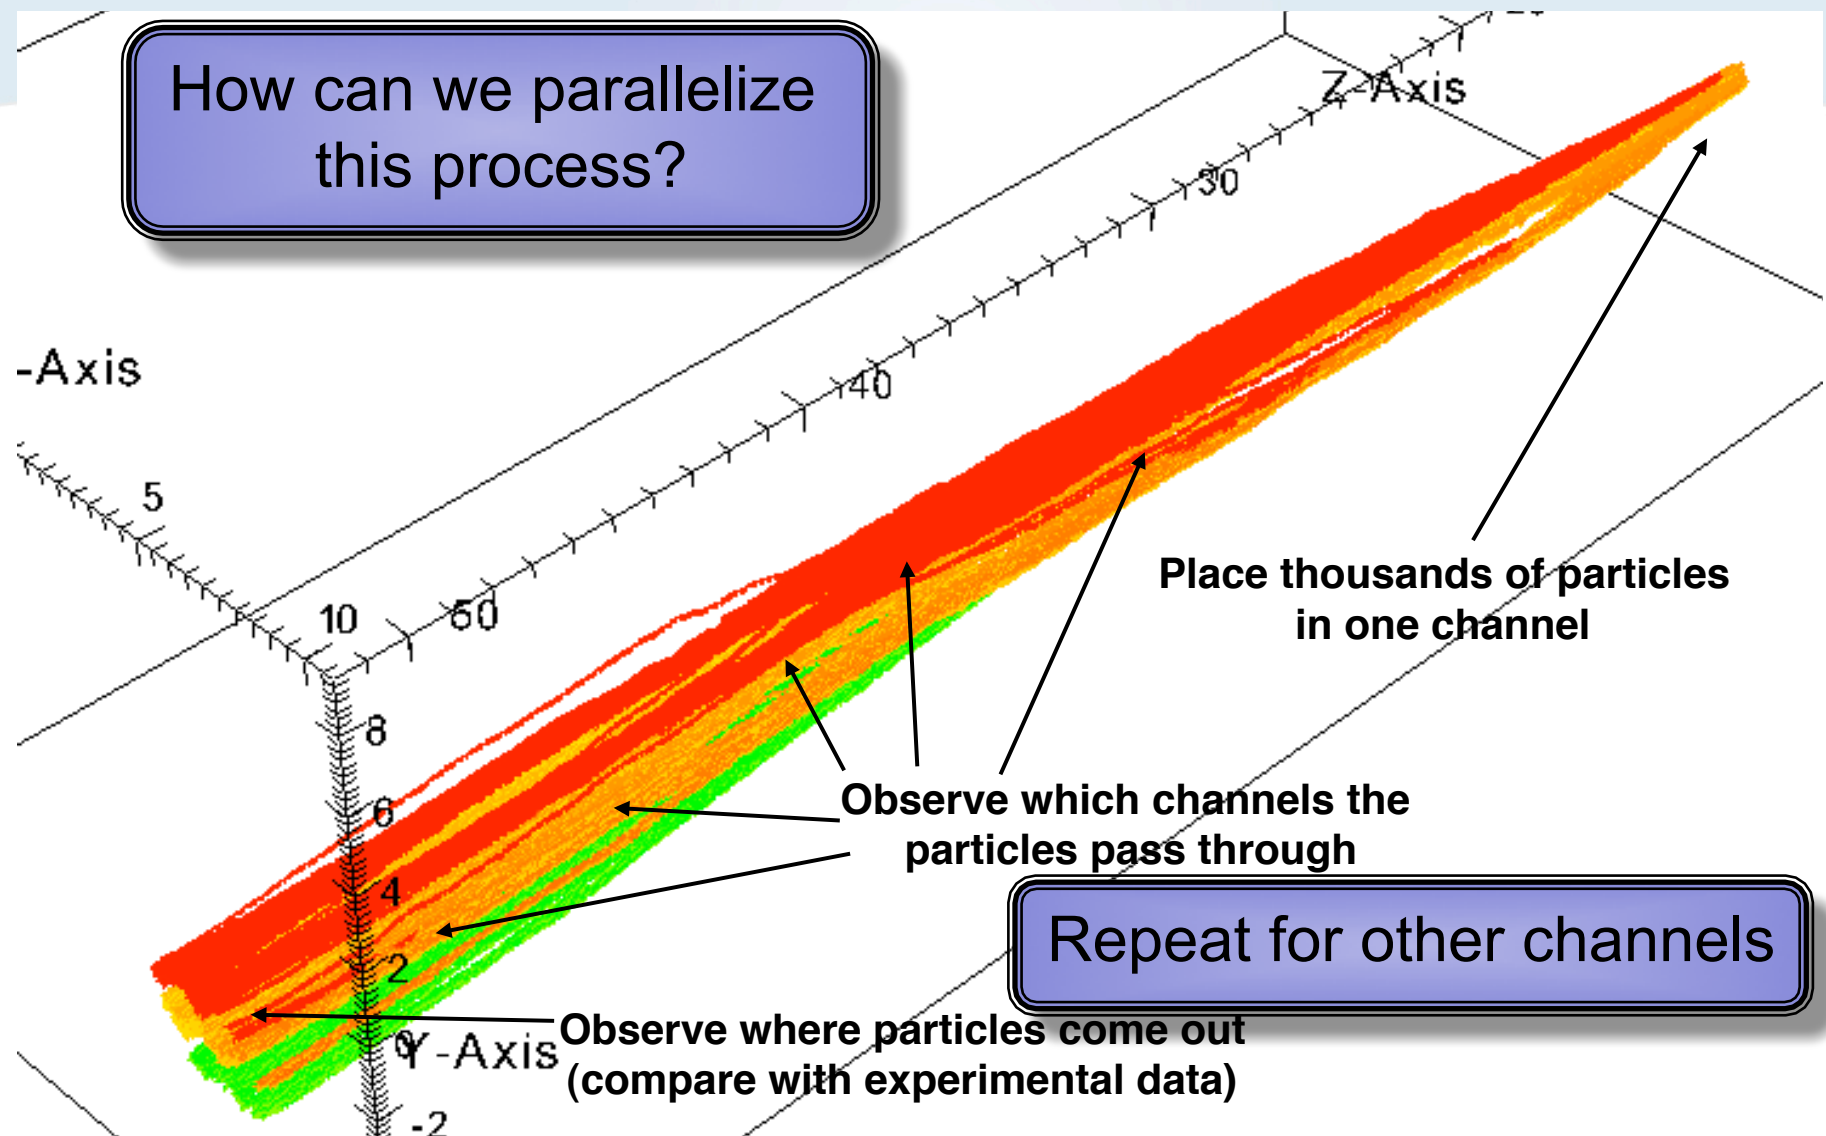 How can we parallelize
this process?
Z-Axis
30
-Axis
40
5
10
50
Place thousands of particles
in one channel
8
6
Observe which channels the
particles pass through
4
Repeat for other channels
2
Observe where particles come out
0
Y-Axis
(compare with experimental data)
-2